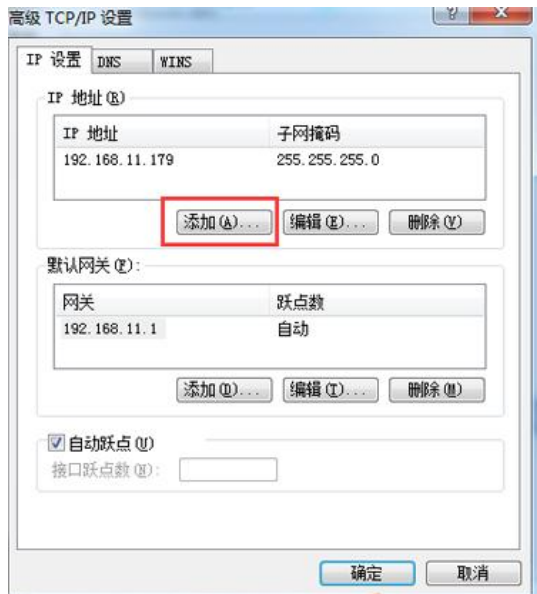 高级 TCP/IP 设置
IP 设置 DNS WINS
IP 地址(R)
IP 地址 子网掩码
192.168.11.179 255.255.255.0
添加(A)... 编辑(E)... 删除(V)
默认网关(F):
网关 跃点数
192.168.11.1 自动
添加(D)... 编辑(T)... 删除(M)
自动跃点(U)
接口跃点数(N):
确定 取消